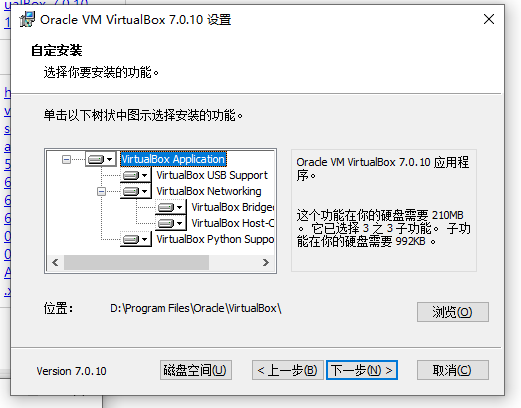 Oracle VM VirtualBox 7.0.10 设置
自定安装
选择你要安装的功能。
单击以下树状中图示选择安装的功能。
VirtualBox Application
VirtualBox USB Support
VirtualBox Networking
VirtualBox Bridged
VirtualBox Host-O
VirtualBox Python Suppo
Oracle VM VirtualBox 7.0.10 应用程
序。
这个功能在你的硬盘需要 210MB
。 它已选择 3 之 3 子功能。 子功
能在你的硬盘需要 992KB 。
位置:
D:\Program Files\Oracle\VirtualBox\
浏览(O)
Version 7.0.10
磁盘空间(U)
< 上一步(B)
下一步(N) >
取消(C)